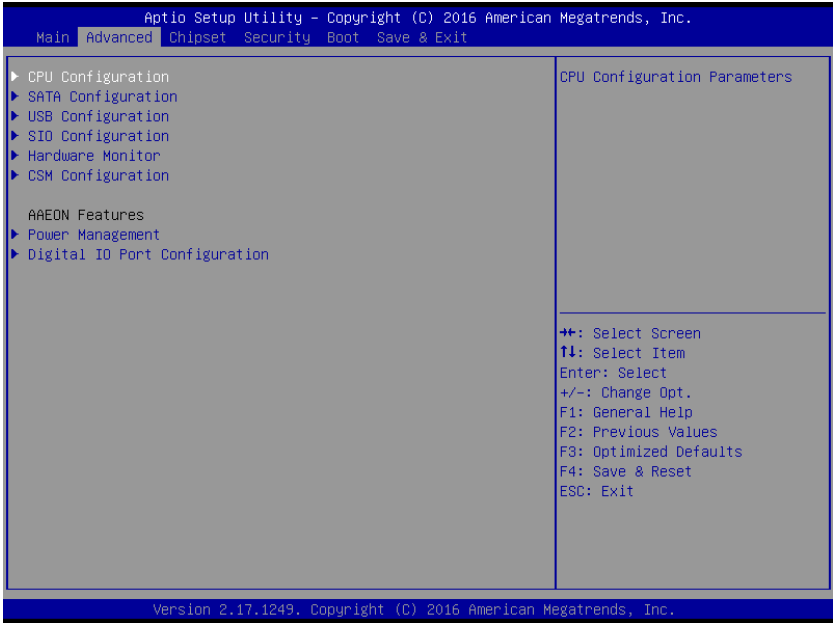 Aptio Setup Utility – Copyright (C) 2016 American Megatrends, Inc.
Main Advanced Chipset Security Boot Save & Exit
CPU Configuration
SATA Configuration
USB Configuration
SIO Configuration
Hardware Monitor
CSM Configuration
AAEON Features
Power Management
Digital IO Port Configuration
CPU Configuration Parameters
→←: Select Screen
↑↓: Select Item
Enter: Select
+/-: Change Opt.
F1: General Help
F2: Previous Values
F3: Optimized Defaults
F4: Save & Reset
ESC: Exit
Version 2.17.1249. Copyright (C) 2016 American Megatrends, Inc.